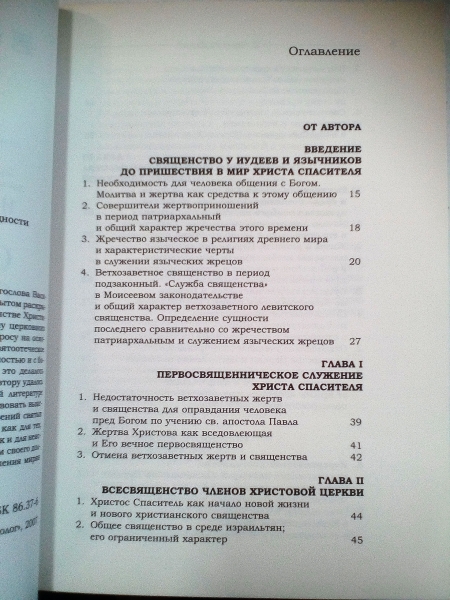 Оглавление
ОТ АВТОРА
ВВЕДЕНИЕ
СВЯЩЕНСТВО У ИУДЕЕВ И ЯЗЫЧНИКОВ
ДО ПРИШЕСТВИЯ В МИР ХРИСТА СПАСИТЕЛЯ
1. Необходимость для человека общения с Богом.
Молитва и жертва как средства к этому общению 15
2. Совершители жертвоприношений
в период патриархальный
и общий характер жречества этого времени 18
3. Жречество языческое в религиях древнего мира
и характеристические черты
в служении языческих жрецов 20
4. Ветхозаветное священство в период
подзаконный. «Служба священства»
в Моисеевом законодательстве
и общий характер ветхозаветного левитского
священства. Определение сущности
последнего сравнительно со жречеством
патриархальным и служением языческих жрецов 27
ГЛАВА I
ПЕРВОСВЯЩЕННИЧЕСКОЕ СЛУЖЕНИЕ
ХРИСТА СПАСИТЕЛЯ
1. Недостаточность ветхозаветных жертв
и священства для оправдания человека
пред Богом по учению св. апостола Павла 39
2. Жертва Христова как вседовлеющая
и Его вечное первосвященство 41
3. Отмена ветхозаветных жертв и священства 42
ГЛАВА II
ВСЕСВЯЩЕНСТВО ЧЛЕНОВ ХРИСТОВОЙ ЦЕРКВИ
1. Христос Спаситель как начало новой жизни
и нового христианского священства 44
2. Общее священство в среде израильтян;
его ограниченный характер 45